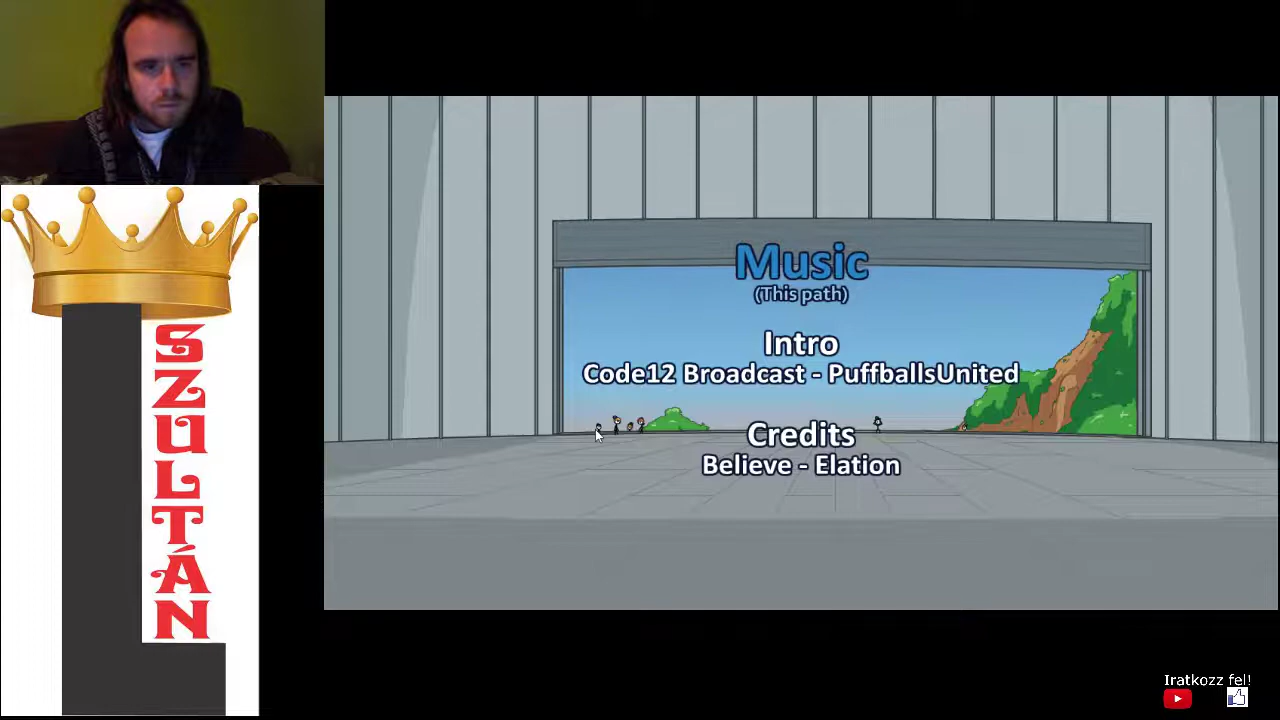 L SZULTÁN
Music
(This path)
Intro
Code12 Broadcast - PuffballsUnited
Credits
Believe - Elation
Iratkozz fel!